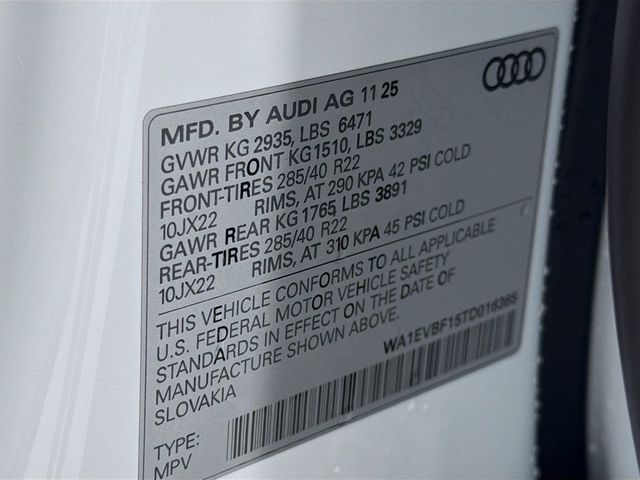 MFD. BY AUDI AG 11 25
GVWR KG 2935, LBS 6471
GAWR FRONT KG1510, LBS 3329
FRONT-TIRES 285/40 R22
10JX22 RIMS, AT 290 KPA 42 PSI COLD
GAWR REAR KG 1765, LBS 3891
REAR-TIRES 285/40 R22
10JX22 RIMS, AT 310 KPA 45 PSI COLD
THIS VEHICLE CONFORMS TO ALL APPLICABLE
U.S. FEDERAL MOTOR VEHICLE SAFETY
STANDARDS IN EFFECT ON THE DATE OF
MANUFACTURE SHOWN ABOVE.
WA1EVBF15TD016365
SLOVAKIA
TYPE:
MPV